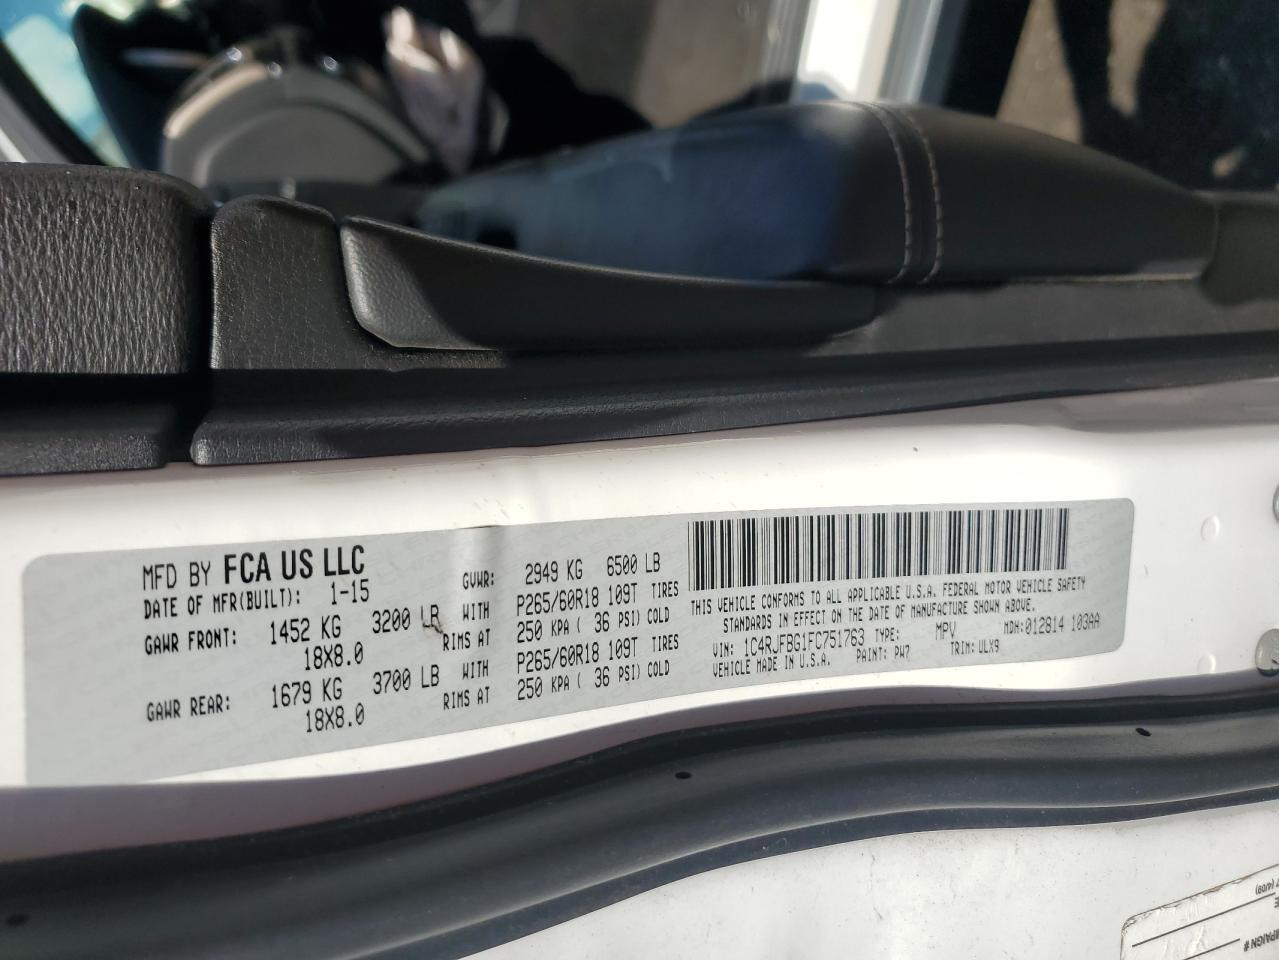 MFD BY FCA US LLC
DATE OF MFR(BUILT): 1-15
GVWR: 2949 KG 6500 LB
GAWR FRONT: 1452 KG 3200 LB WITH P265/60R18 109T TIRES
18X8.0 RIMS AT 250 KPA ( 36 PSI) COLD
GAWR REAR: 1679 KG 3700 LB WITH P265/60R18 109T TIRES
18X8.0 RIMS AT 250 KPA ( 36 PSI) COLD
THIS VEHICLE CONFORMS TO ALL APPLICABLE U.S.A. FEDERAL MOTOR VEHICLE SAFETY
STANDARDS IN EFFECT ON THE DATE OF MANUFACTURE SHOWN ABOVE.
VIN: 1C4RJFBG1FC751763 TYPE: MPV MDH: 012814 103AA
VEHICLE MADE IN U.S.A. PAINT: PW7 TRIM: ULX9
(4/09)
#